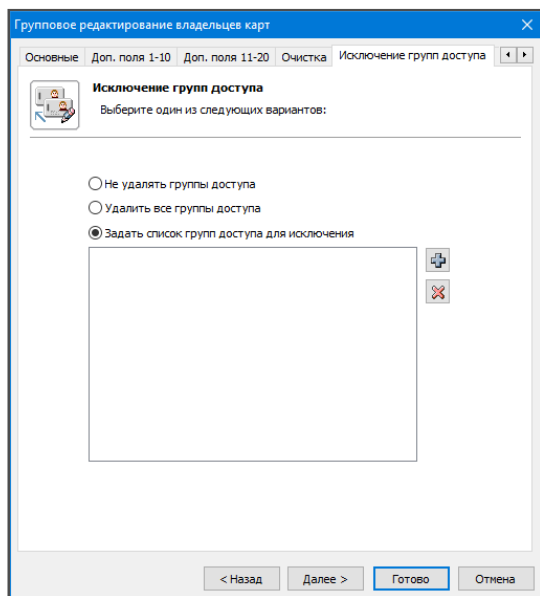 Групповое редактирование владельцев карт
Основные Доп. поля 1-10 Доп. поля 11-20 Очистка Исключение групп доступа
Исключение групп доступа
Выберите один из следующих вариантов:
Не удалять группы доступа
Удалить все группы доступа
Задать список групп доступа для исключения
< Назад Далее > Готово Отмена